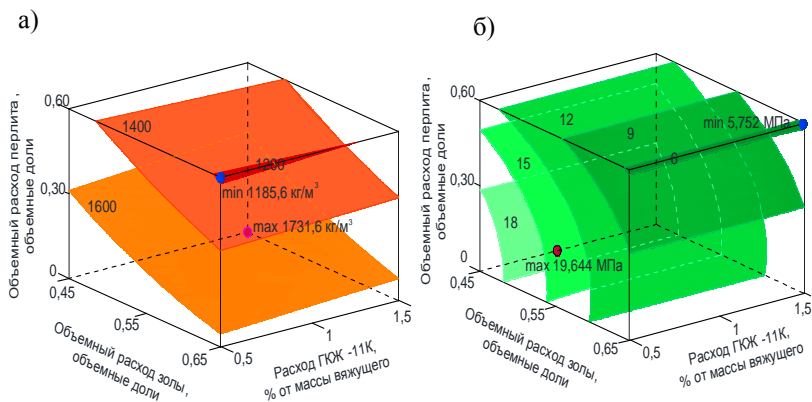 а)
0,60
0,30
0
0,45
0,55
0,65
0,5
1
1,5
Объемный расход перлита ,
объемные доли
Объемный расход золы ,
объемные доли
Расход ГКЖ -11К,
% от массы вяжущего
1400
1200
1600
min 1185,6 кг/м³
max 1731,6 кг/м³
б)
0,60
0,30
0
0,45
0,55
0,65
0,5
1
1,5
Объемный расход перлита ,
объемные доли
Объемный расход золы ,
объемные доли
Расход ГКЖ -11К,
% от массы вяжущего
12
9
6
15
18
min 5,752 МПа
max 19,644 МПа